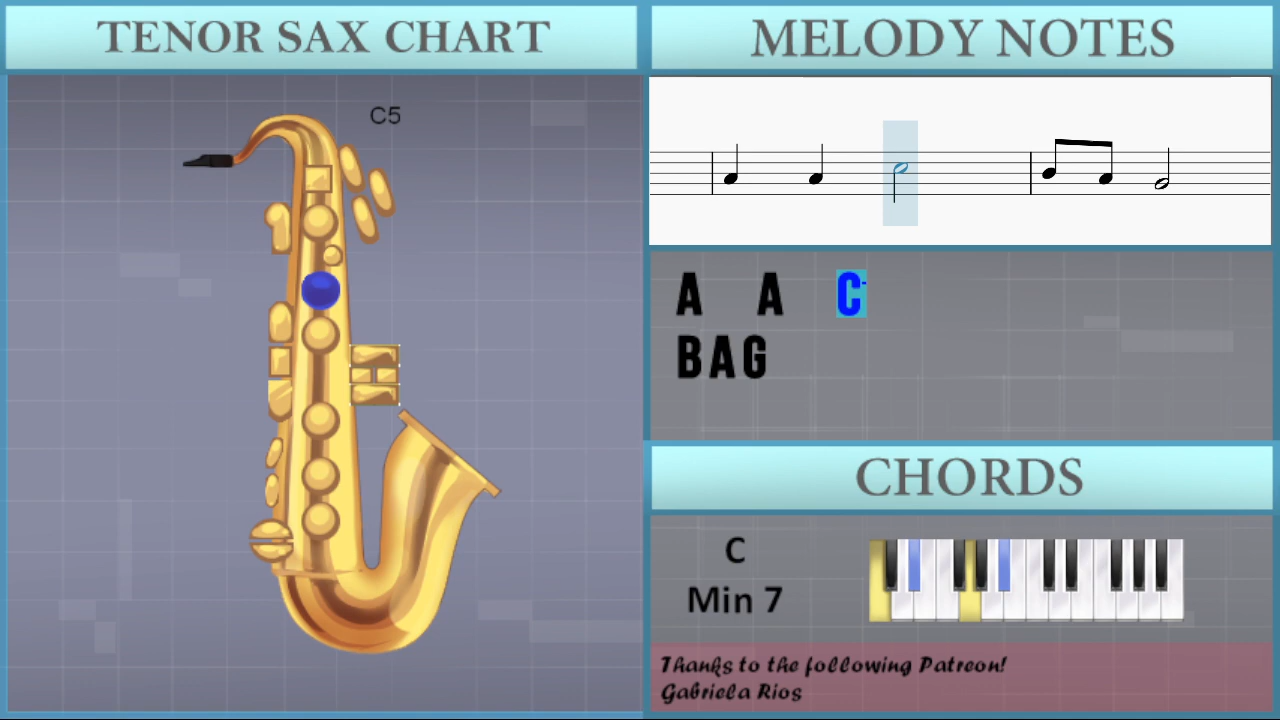 TENOR SAX CHART
C5
MELODY NOTES
A A C
BAG
CHORDS
C
Min 7
Thanks to the following Patreon!
Gabriela Rios